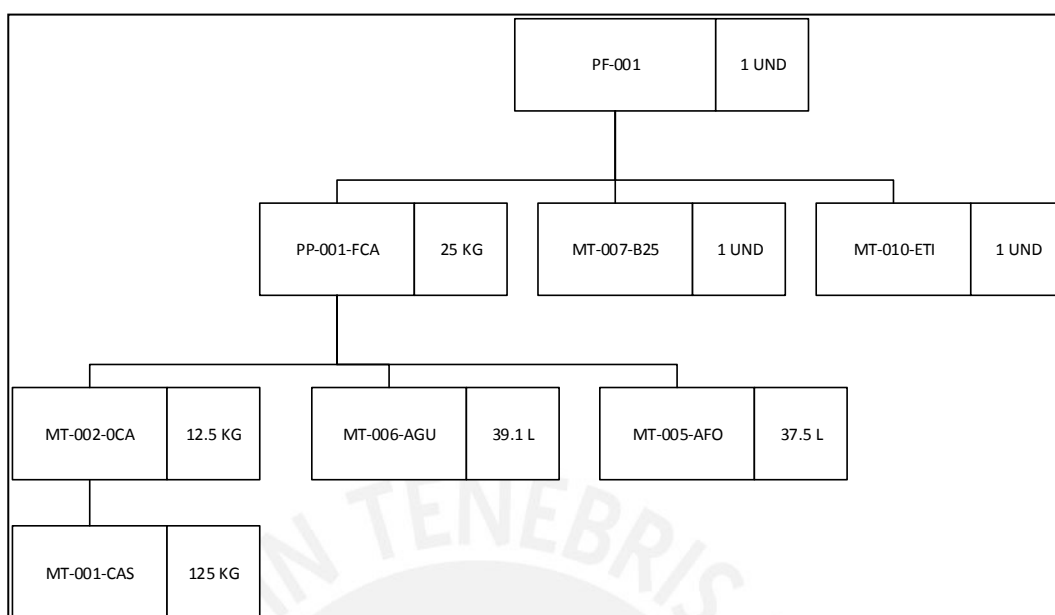 PF-001 1 UND
PP-001-FCA 25 KG MT-007-B25 1 UND MT-010-ETI 1 UND
MT-002-0CA 12.5 KG MT-006-AGU 39.1 L MT-005-AFO 37.5 L
MT-001-CAS 125 KG
IN TENEBRIS